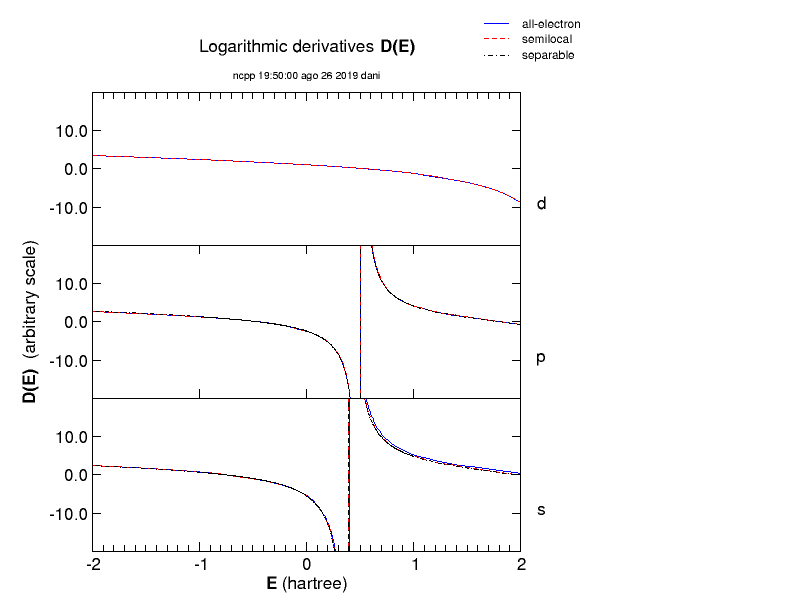 all-electron
semilocal
separable
Logarithmic derivatives D(E)
ncpp 19:50:00 ago 26 2019 dani
10.0
0.0
-10.0
d
10.0
0.0
-10.0
p
10.0
0.0
-10.0
s
D(E) (arbitrary scale)
-2 -1 0 1 2
E (hartree)